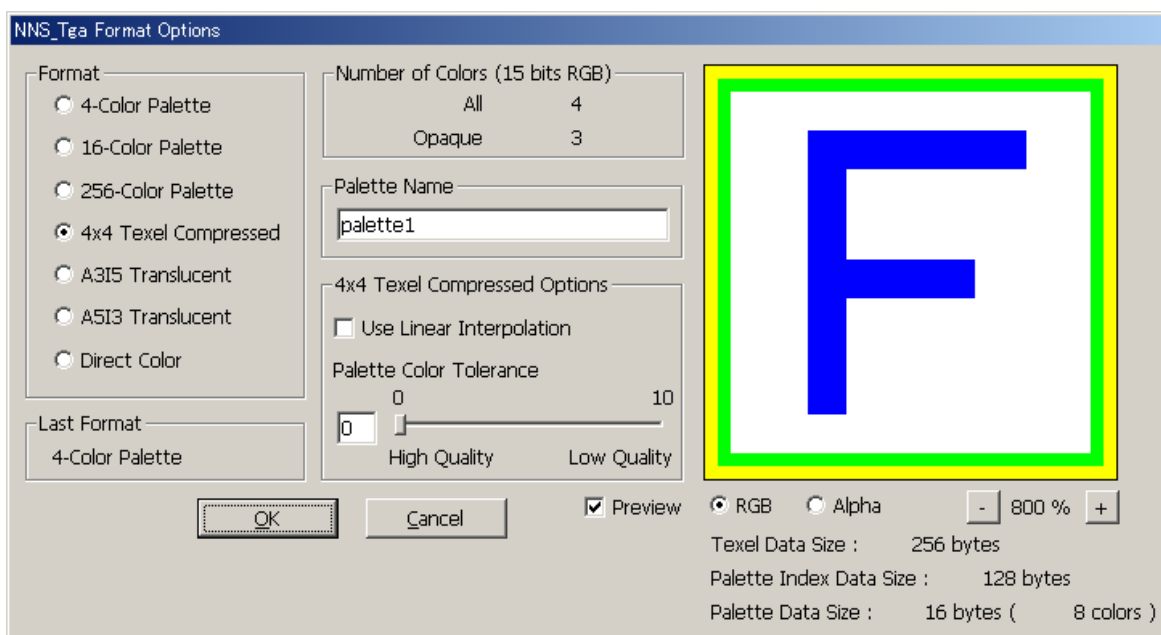 NNS_Tga Format Options
Format
4-Color Palette
16-Color Palette
256-Color Palette
4x4 Texel Compressed
A3I5 Translucent
A5I3 Translucent
Direct Color
Last Format
4-Color Palette
Number of Colors (15 bits RGB)
All 4
Opaque 3
Palette Name
palette1
4x4 Texel Compressed Options
Use Linear Interpolation
Palette Color Tolerance
0 10
0
High Quality Low Quality
F
OK Cancel
Preview
RGB Alpha - 800 % +
Texel Data Size : 256 bytes
Palette Index Data Size : 128 bytes
Palette Data Size : 16 bytes ( 8 colors )